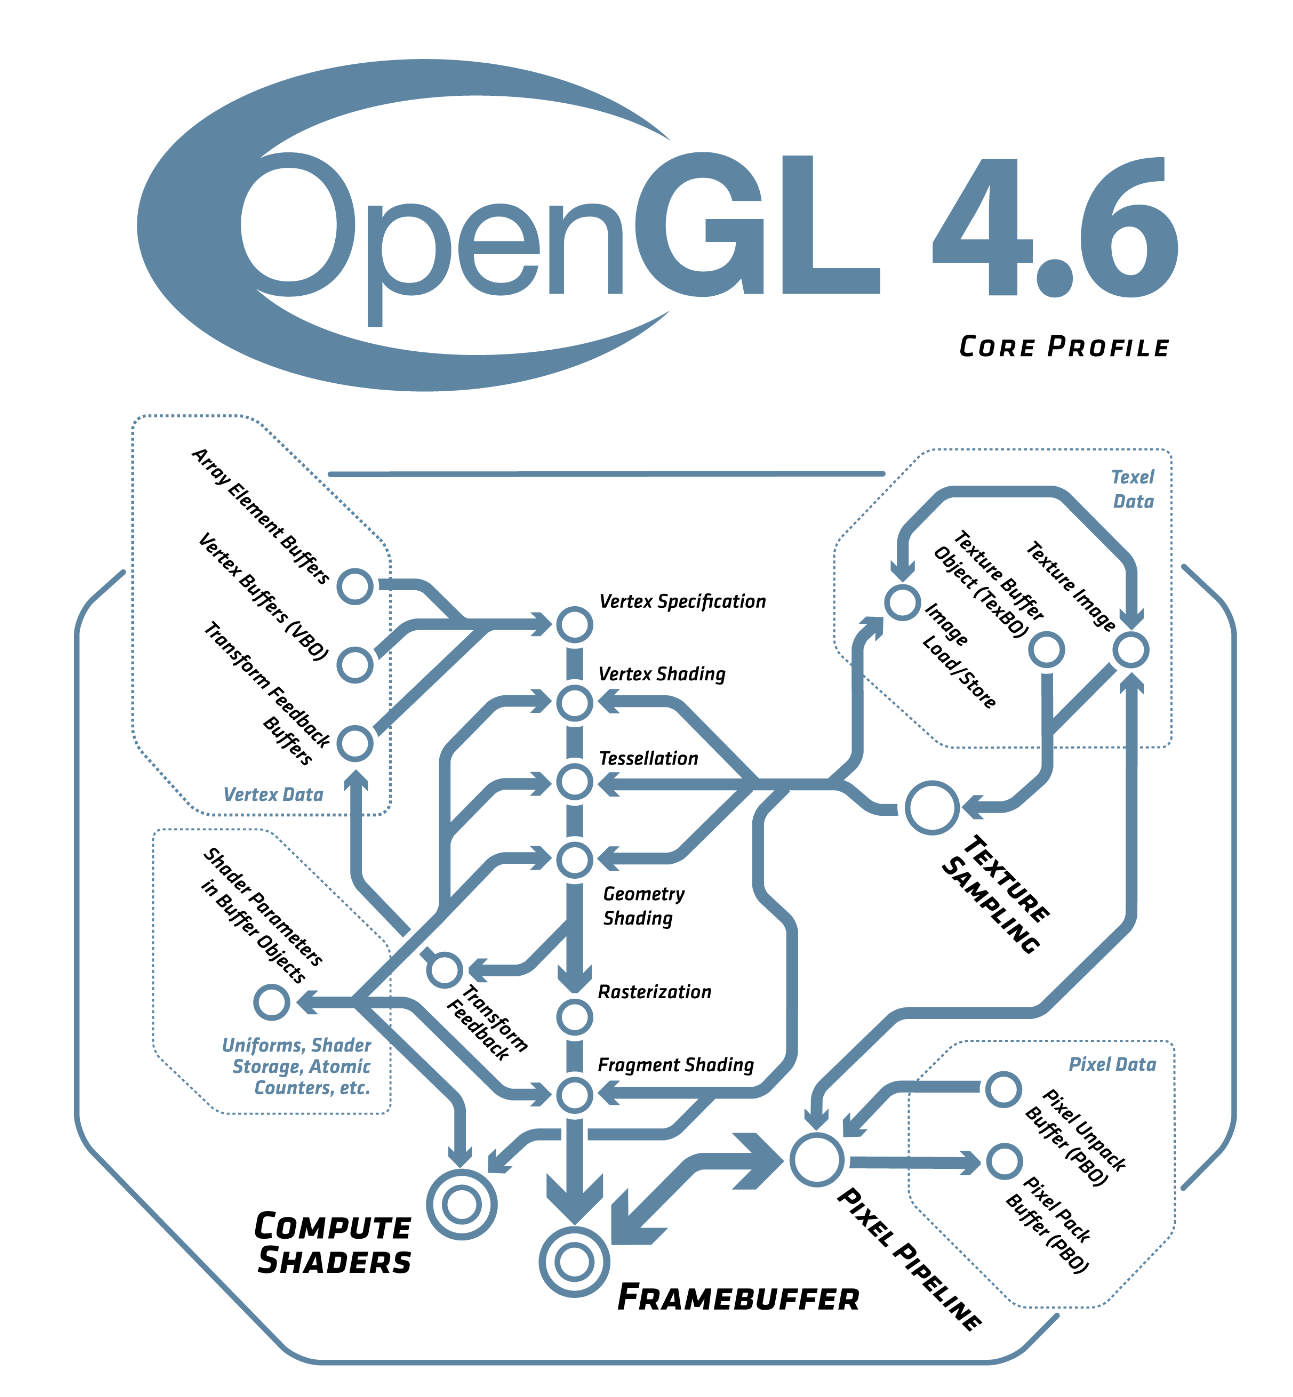 OpenGL 4.6
Core Profile
Array Element Buffers
Vertex Buffers (VBO)
Transform Feedback
Buffers
Vertex Data
Vertex Specification
Vertex Shading
Tessellation
Geometry
Shading
Rasterization
Fragment Shading
Texel
Data
Texture Image
Texture Buffer
Object (TexBO)
Image
Load/Store
Texture
Sampling
Shader Parameters
in Buffer Objects
Uniforms, Shader
Storage, Atomic
Counters, etc.
Transform
Feedback
Pixel Data
Pixel Unpack
Buffer (PBO)
Pixel Pack
Buffer (PBO)
Compute
Shaders
Framebuffer
Pixel Pipeline